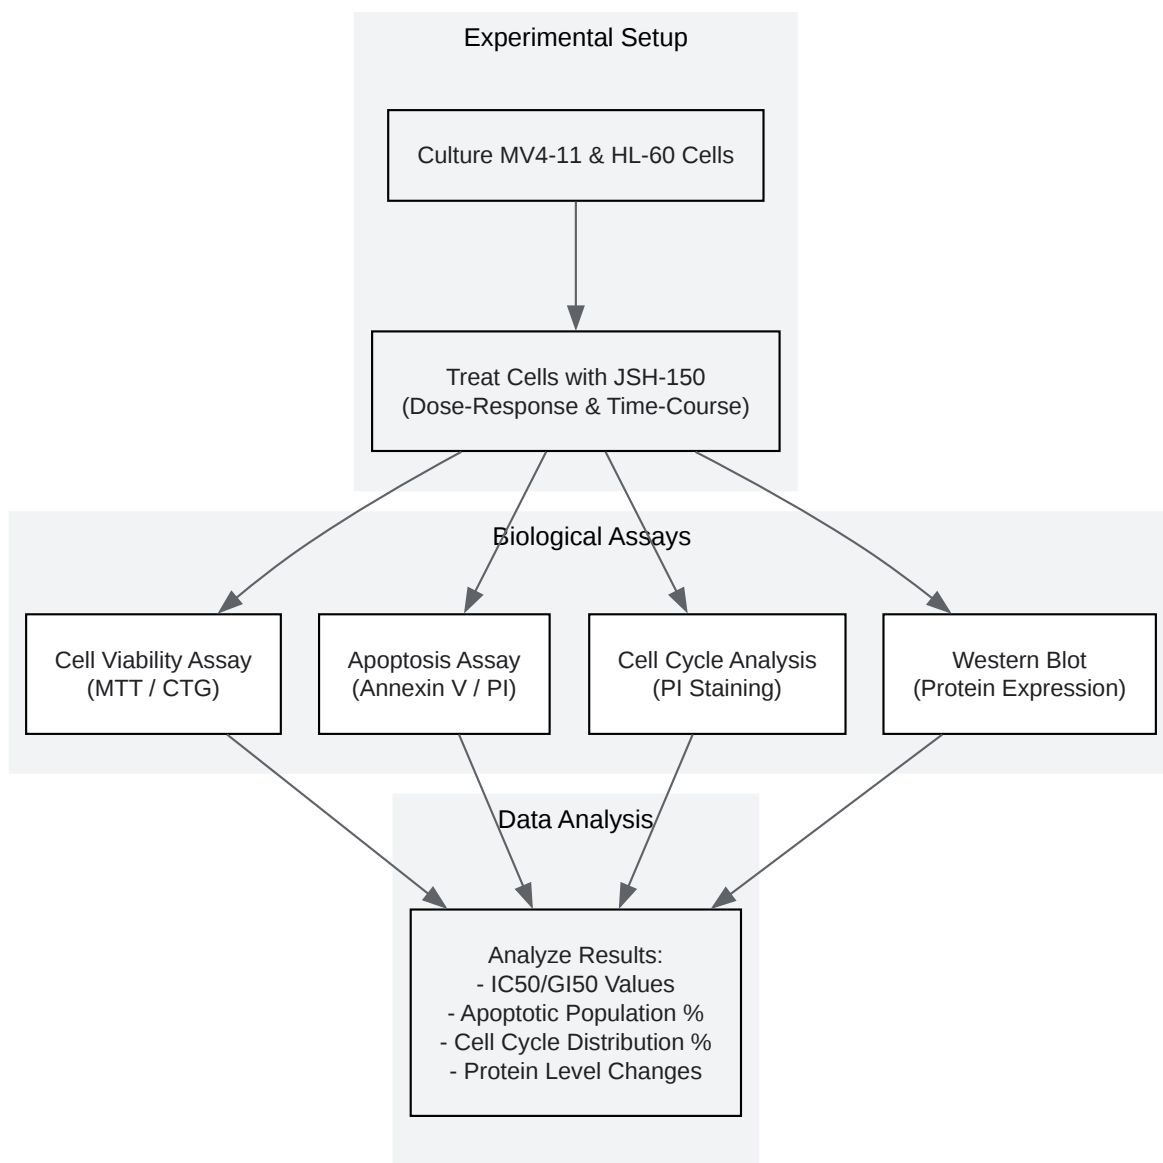 Experimental Setup
Culture MV4-11 & HL-60 Cells
Treat Cells with JSH-150
(Dose-Response & Time-Course)
Biological Assays
Cell Viability Assay
(MTT / CTG)
Apoptosis Assay
(Annexin V / PI)
Cell Cycle Analysis
(PI Staining)
Western Blot
(Protein Expression)
Data Analysis
Analyze Results:
- IC50/GI50 Values
- Apoptotic Population %
- Cell Cycle Distribution %
- Protein Level Changes